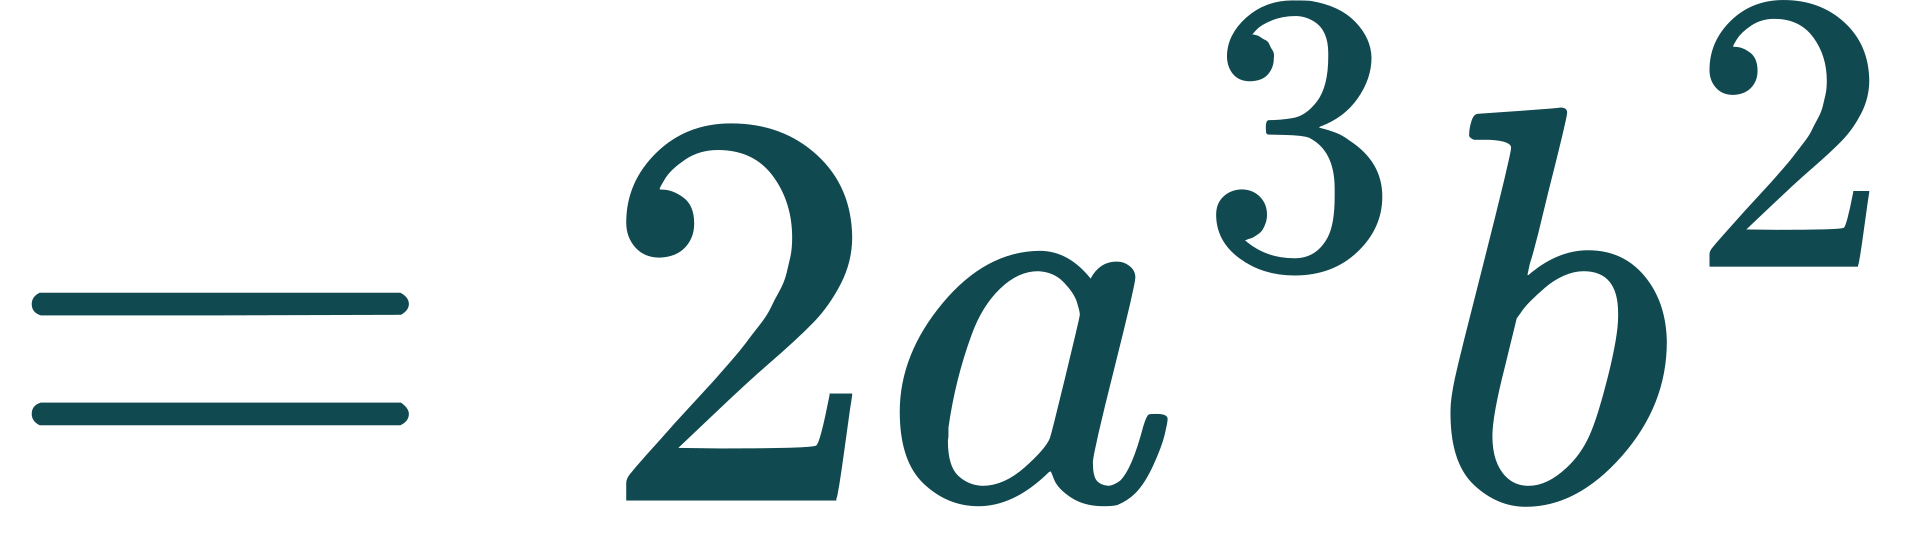 = 2a³b²